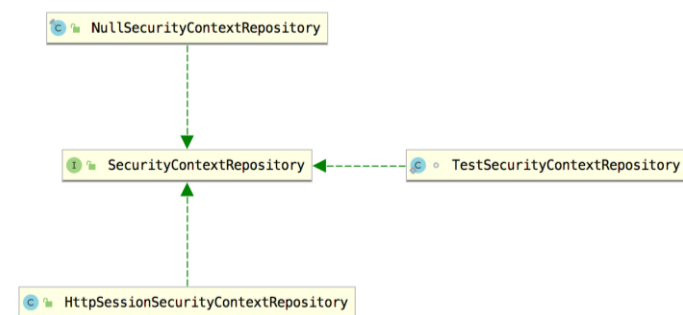 NullSecurityContextRepository
SecurityContextRepository
TestSecurityContextRepository
HttpSessionSecurityContextRepository